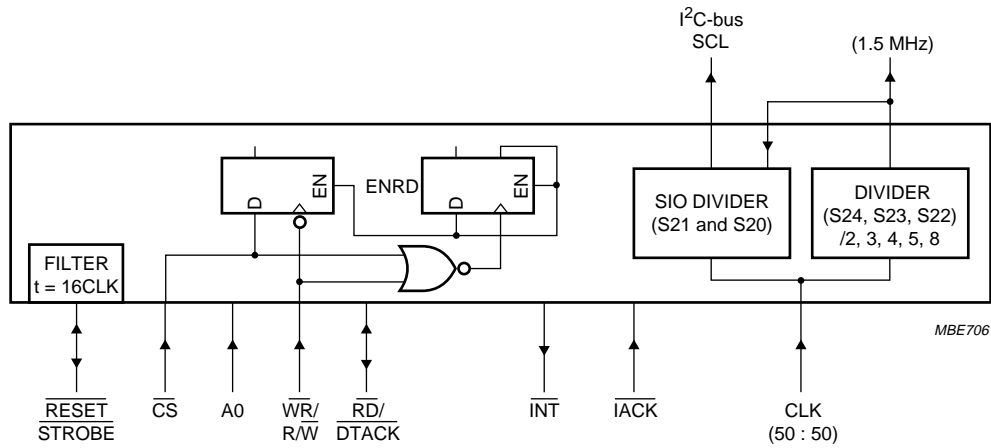 I²C-bus
SCL
(1.5 MHz)
D
EN
ENRD
D
EN
SIO DIVIDER
(S21 and S20)
DIVIDER
(S24, S23, S22)
/2, 3, 4, 5, 8
FILTER
t = 16CLK
MBE706
RESET
STROBE
CS
A0
WR/
R/W
RD/
DTACK
INT
IACK
CLK
(50 : 50)